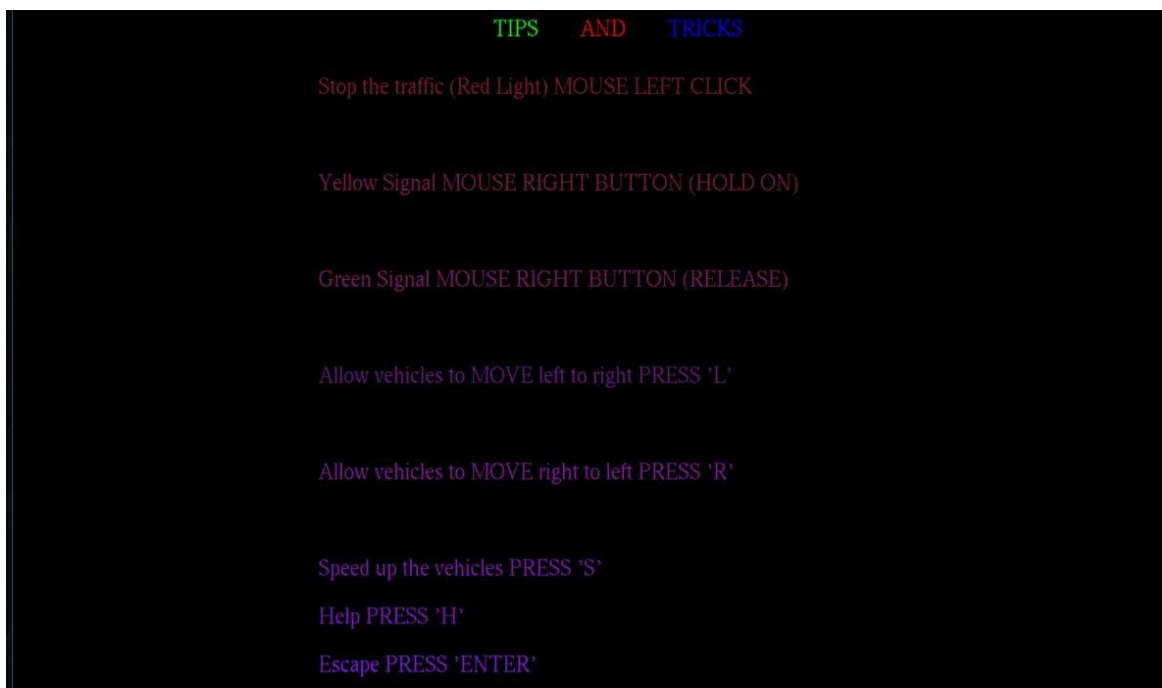 TIPS AND TRICKS
Stop the traffic (Red Light) MOUSE LEFT CLICK
Yellow Signal MOUSE RIGHT BUTTON (HOLD ON)
Green Signal MOUSE RIGHT BUTTON (RELEASE)
Allow vehicles to MOVE left to right PRESS 'L'
Allow vehicles to MOVE right to left PRESS 'R'
Speed up the vehicles PRESS 'S'
Help PRESS 'H'
Escape PRESS 'ENTER'